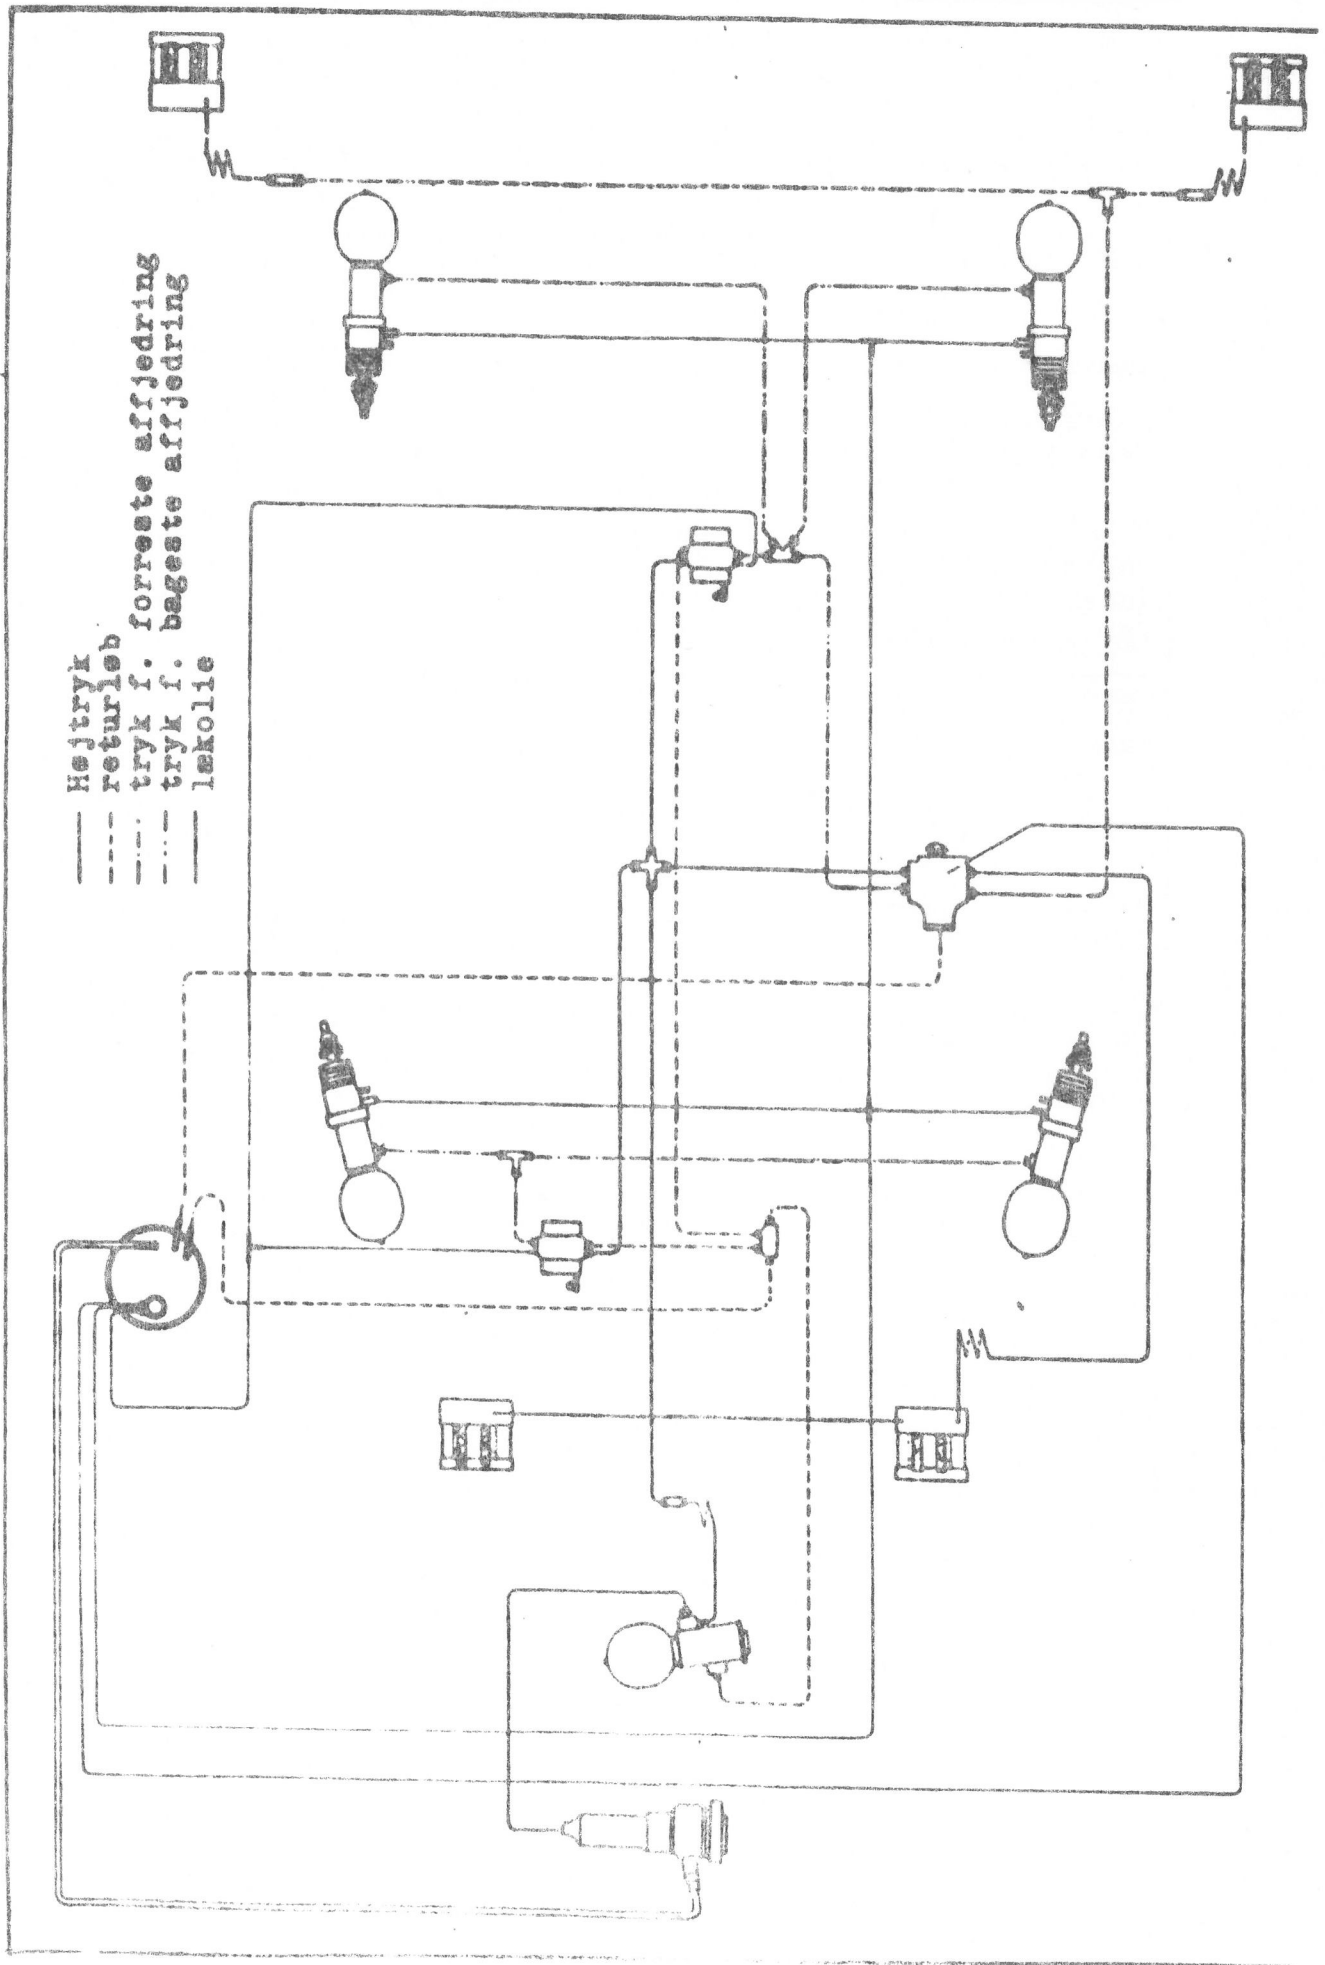 Højtryk
returløb
tryk f. forreste affjedring
tryk f. bageste affjedring
lækolie